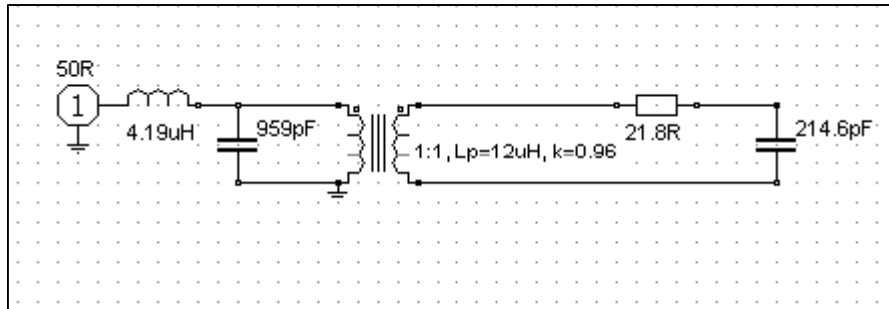 50R
1
4.19uH
959pF
1:1, Lp=12uH, k=0.96
21.8R
214.6pF